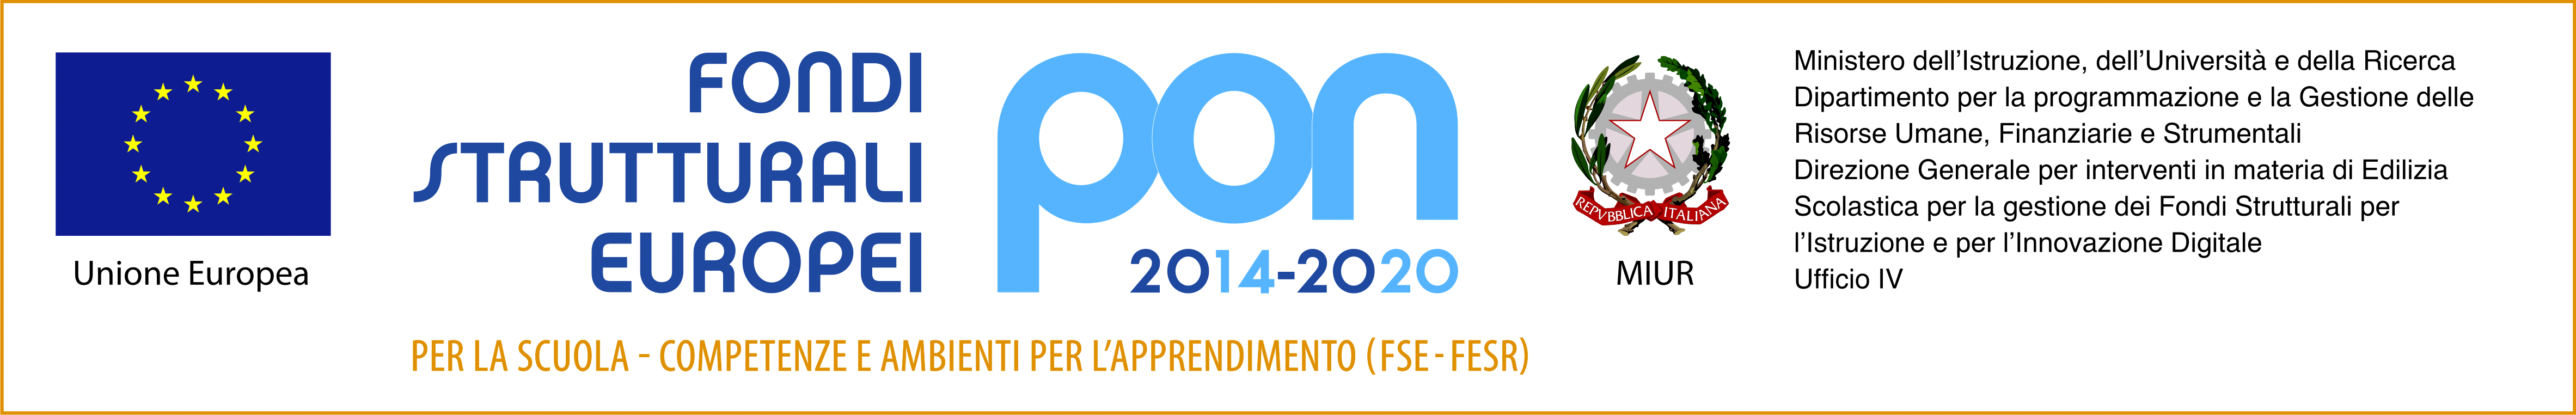 Unione Europea
FONDI
STRUTTURALI
EUROPEI
pon
2014-2020
PER LA SCUOLA - COMPETENZE E AMBIENTI PER L'APPRENDIMENTO (FSE-FESR)
REPVBBLICA ITALIANA
MIUR
Ministero dell'Istruzione, dell'Università e della Ricerca
Dipartimento per la programmazione e la Gestione delle
Risorse Umane, Finanziarie e Strumentali
Direzione Generale per interventi in materia di Edilizia
Scolastica per la gestione dei Fondi Strutturali per
l'Istruzione e per l'Innovazione Digitale
Ufficio IV